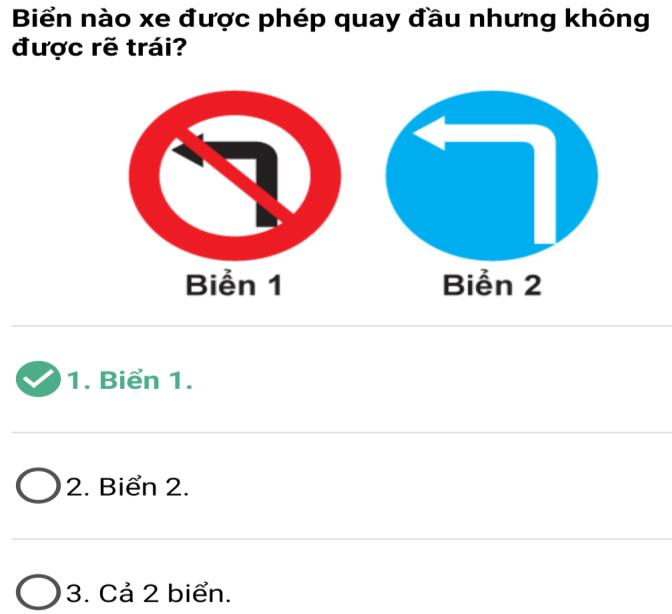 Biển nào xe được phép quay đầu nhưng không
được rẽ trái?
Biển 1
Biển 2
1. Biển 1.
2. Biển 2.
3. Cả 2 biển.